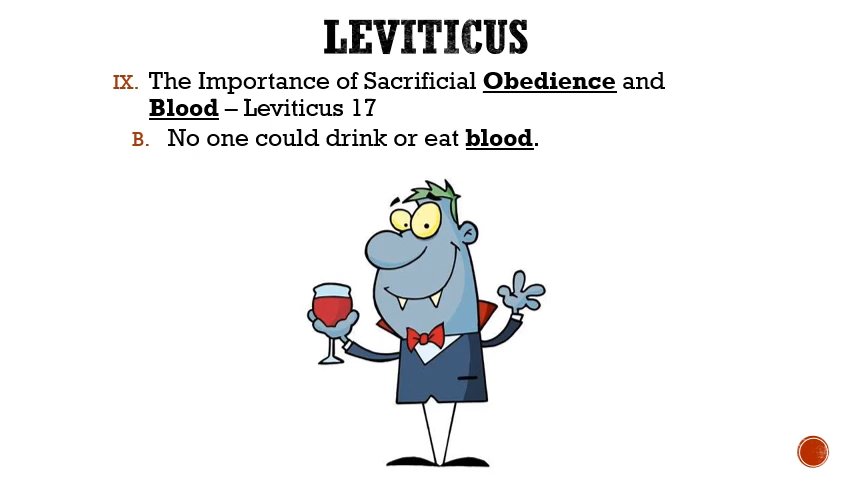 LEVITICUS
IX. The Importance of Sacrificial Obedience and
Blood – Leviticus 17
B. No one could drink or eat blood.